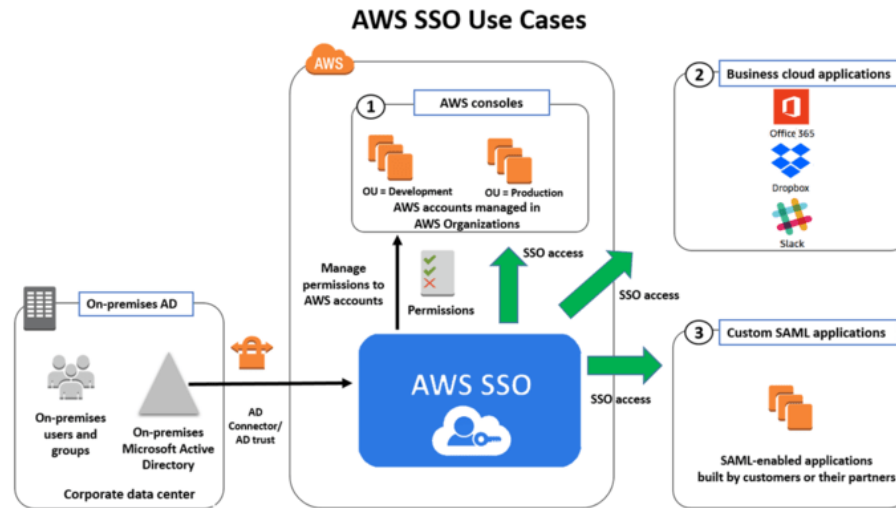 AWS SSO Use Cases
AWS
1
AWS consoles
OU = Development
OU = Production
AWS accounts managed in
AWS Organizations
Manage
permissions to
AWS accounts
Permissions
SSO access
SSO access
SSO access
2
Business cloud applications
Office 365
Dropbox
Slack
On-premises AD
On-premises
users and
groups
On-premises
Microsoft Active
Directory
Corporate data center
AD
Connector/
AD trust
AWS SSO
3
Custom SAML applications
SAML-enabled applications
built by customers or their partners